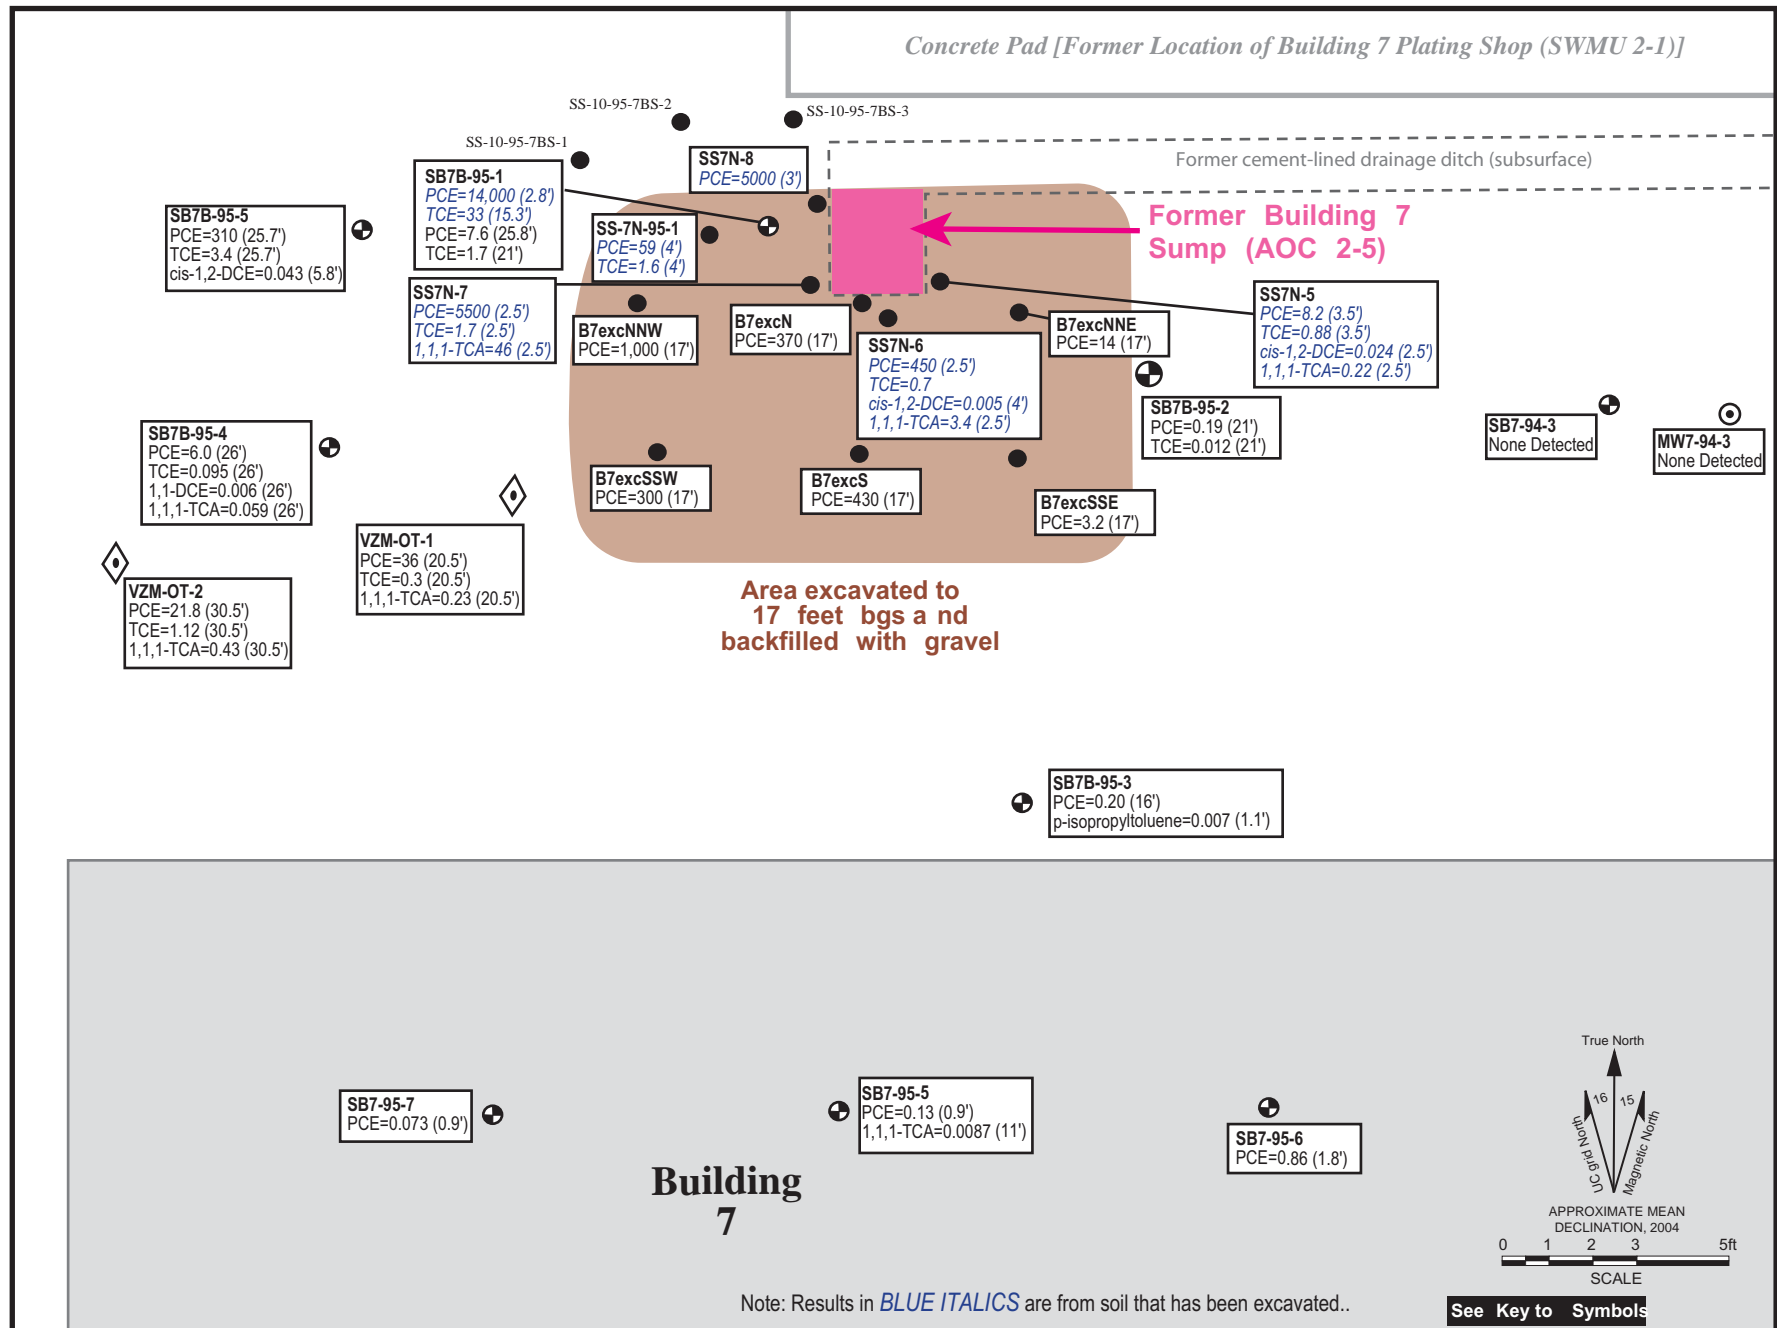 Concrete Pad [Former Location of Building 7 Plating Shop (SWMU 2-1)]
SS-10-95-7BS-2
SS-10-95-7BS-3
SS-10-95-7BS-1
Former cement-lined drainage ditch (subsurface)
SS7N-8
PCE=5000 (3')
SB7B-95-1
PCE=14,000 (2.8')
TCE=33 (15.3')
PCE=7.6 (25.8')
TCE=1.7 (21')
SB7B-95-5
PCE=310 (25.7')
TCE=3.4 (25.7')
cis-1,2-DCE=0.043 (5.8')
SS-7N-95-1
PCE=59 (4')
TCE=1.6 (4')
Former Building 7
Sump (AOC 2-5)
SS7N-7
PCE=5500 (2.5')
TCE=1.7 (2.5')
1,1,1-TCA=46 (2.5')
B7excNNW
PCE=1,000 (17')
B7excN
PCE=370 (17')
SS7N-6
PCE=450 (2.5')
TCE=0.7
cis-1,2-DCE=0.005 (4')
1,1,1-TCA=3.4 (2.5')
B7excNNE
PCE=14 (17')
SS7N-5
PCE=8.2 (3.5')
TCE=0.88 (3.5')
cis-1,2-DCE=0.024 (2.5')
1,1,1-TCA=0.22 (2.5')
SB7B-95-2
PCE=0.19 (21')
TCE=0.012 (21')
SB7-94-3
None Detected
MW7-94-3
None Detected
SB7B-95-4
PCE=6.0 (26')
TCE=0.095 (26')
1,1-DCE=0.006 (26')
1,1,1-TCA=0.059 (26')
B7excSSW
PCE=300 (17')
B7excS
PCE=430 (17')
B7excSSE
PCE=3.2 (17')
VZM-OT-1
PCE=36 (20.5')
TCE=0.3 (20.5')
1,1,1-TCA=0.23 (20.5')
VZM-OT-2
PCE=21.8 (30.5')
TCE=1.12 (30.5')
1,1,1-TCA=0.43 (30.5')
Area excavated to
17 feet bgs a nd
backfilled with gravel
SB7B-95-3
PCE=0.20 (16')
p-isopropyltoluene=0.007 (1.1')
SB7-95-7
PCE=0.073 (0.9')
SB7-95-5
PCE=0.13 (0.9')
1,1,1-TCA=0.0087 (11')
SB7-95-6
PCE=0.86 (1.8')
Building
7
True North
16 15
UC grid North
Magnetic North
APPROXIMATE MEAN
DECLINATION, 2004
0 1 2 3 5ft
SCALE
Note: Results in BLUE ITALICS are from soil that has been excavated..
See Key to Symbols